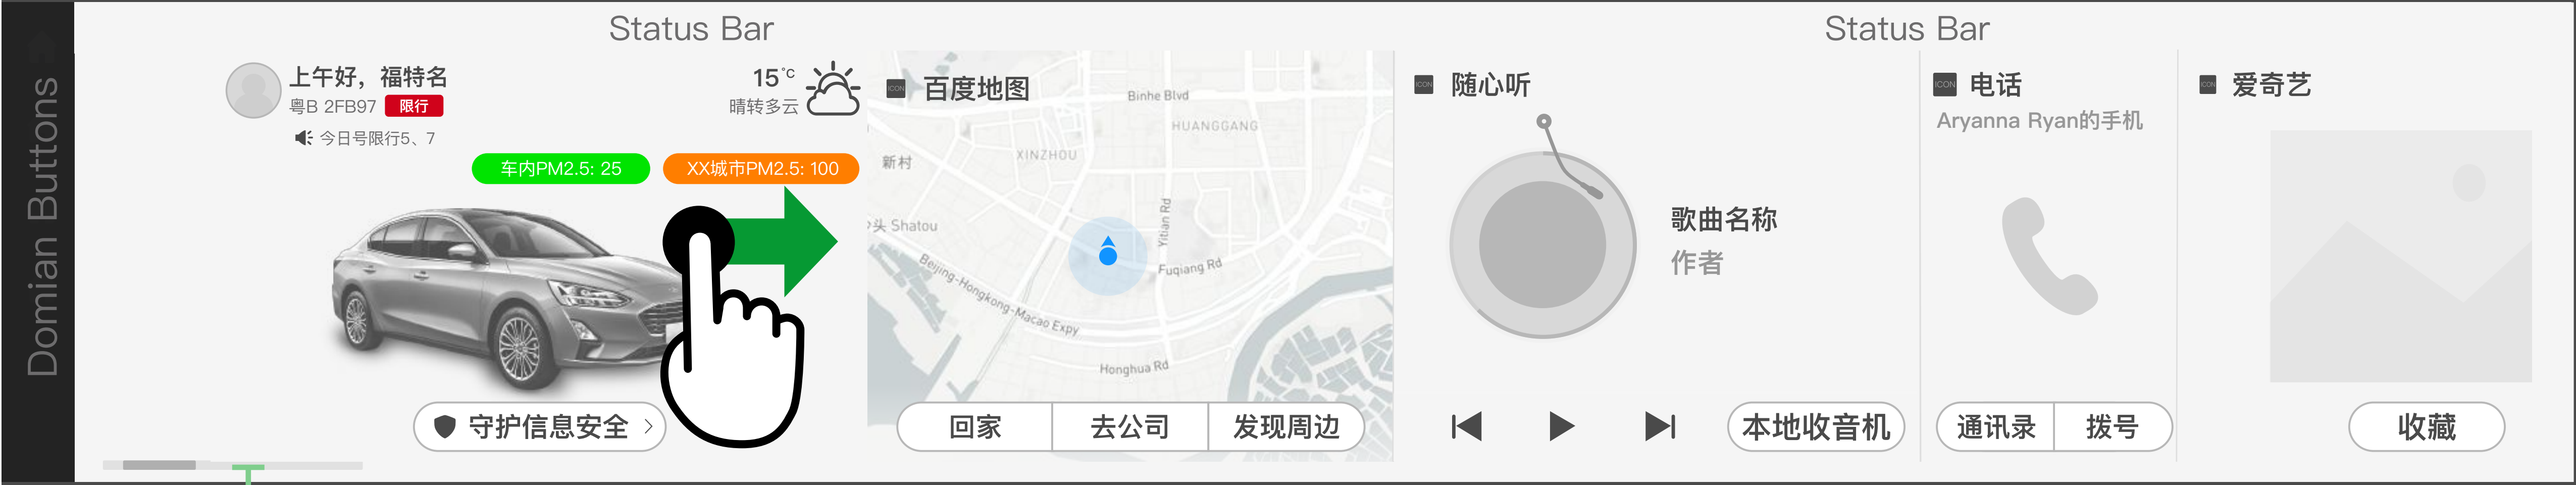 Status Bar
Status Bar
Domian Buttons
上午好，福特名
粤B 2FB97 限行
今日号限行5、7
15°C
晴转多云
车内PM2.5: 25
XX城市PM2.5: 100
守护信息安全
ICON 百度地图
Binhe Blvd
HUANGGANG
XINZHOU
新村
头 Shatou
Yitian Rd
Fuqiang Rd
Beijing-Hongkong-Macao Expy
Honghua Rd
回家
去公司
发现周边
ICON 随心听
歌曲名称
作者
本地收音机
ICON 电话
Aryanna Ryan的手机
通讯录
拨号
ICON 爱奇艺
收藏